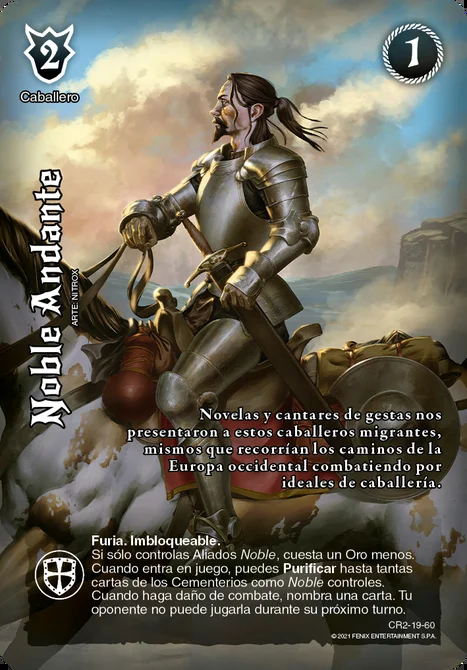 2
1
Caballero
Noble Andante
ARTE: NITROX
Novelas y cantares de gestas nos
presentaron a estos caballeros migrantes,
mismos que recorrían los caminos de la
Europa occidental combatiendo por
ideales de caballería.
Furia. Imbloqueable.
Si sólo controlas Aliados Noble, cuesta un Oro menos.
Cuando entra en juego, puedes Purificar hasta tantas
cartas de los Cementerios como Noble controles.
Cuando haga daño de combate, nombra una carta. Tu
oponente no puede jugarla durante su próximo turno.
CR2-19-60
©2021 FENIX ENTERTAINMENT S.P.A.